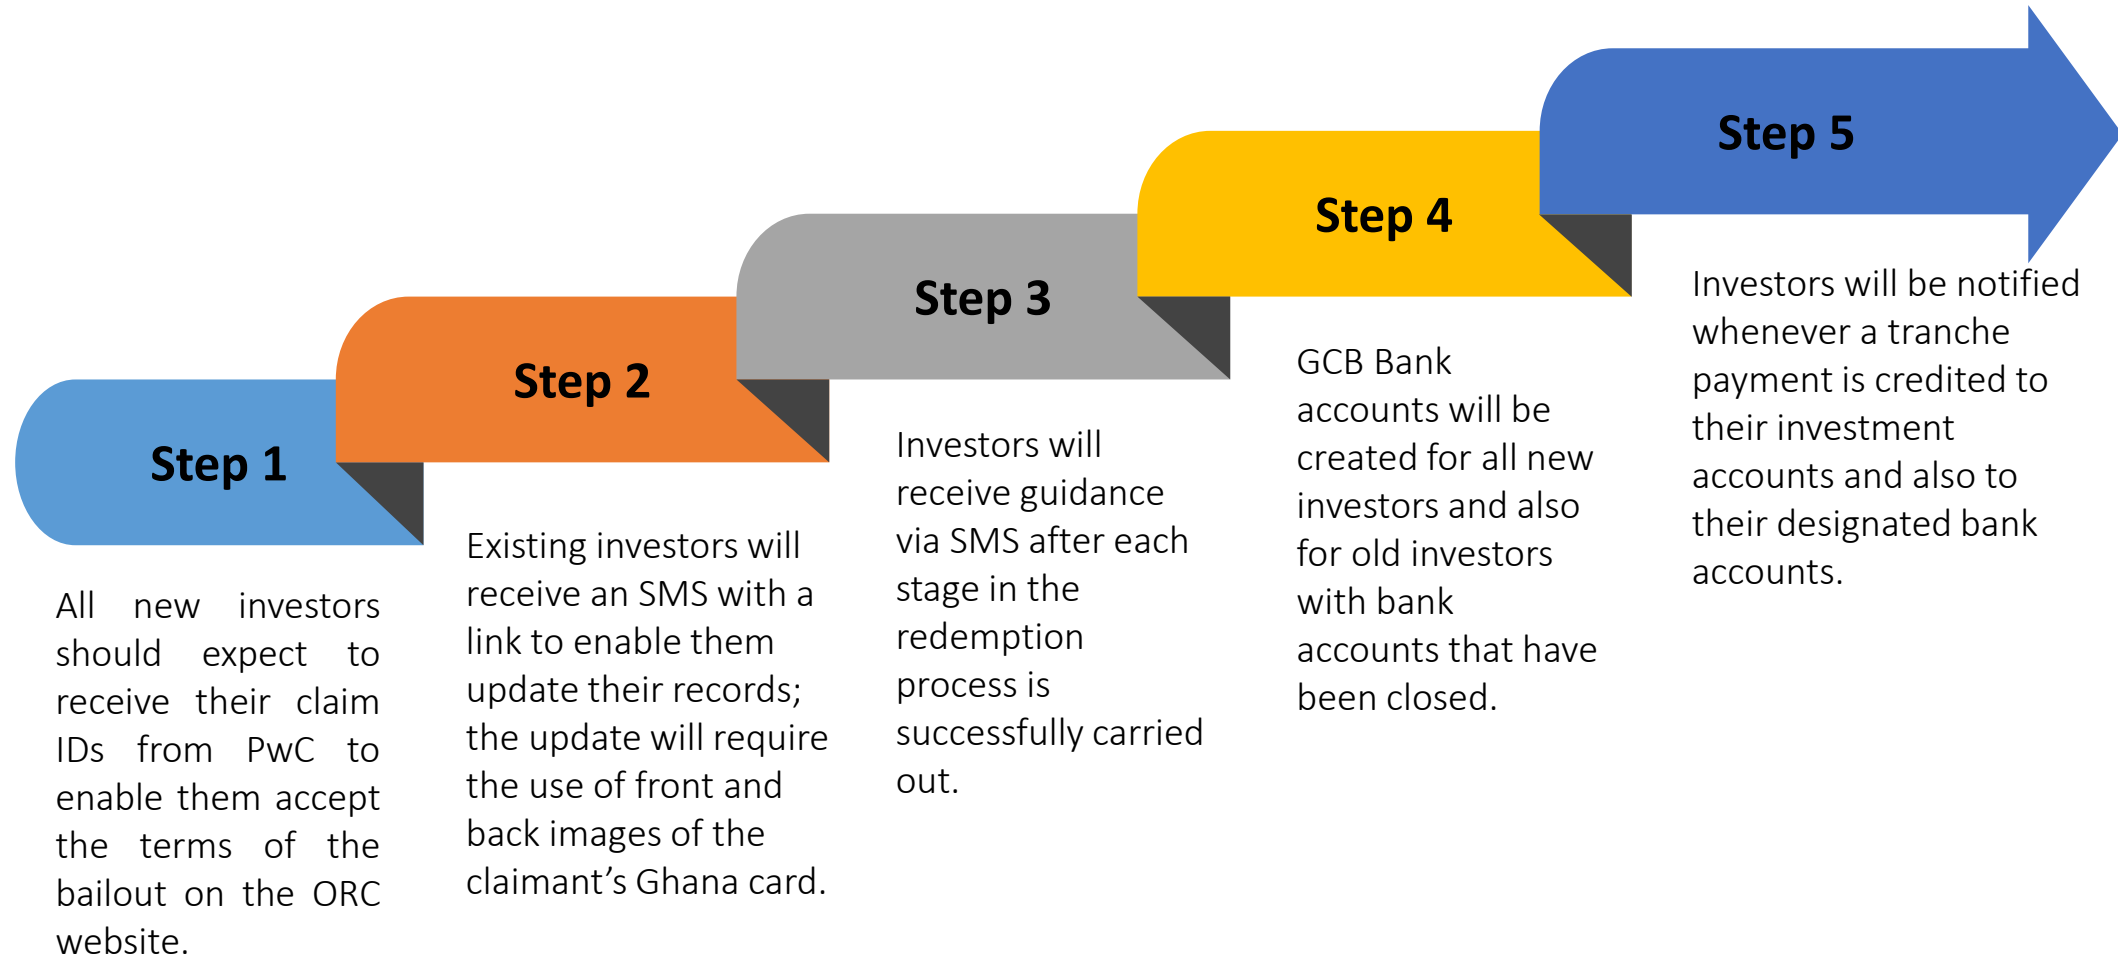 Step 1
All new investors
should expect to
receive their claim
IDs from PwC to
enable them accept
the terms of the
bailout on the ORC
website.
Step 2
Existing investors will
receive an SMS with a
link to enable them
update their records;
the update will require
the use of front and
back images of the
claimant’s Ghana card.
Step 3
Investors will
receive guidance
via SMS after each
stage in the
redemption
process is
successfully carried
out.
Step 4
GCB Bank
accounts will be
created for all new
investors and also
for old investors
with bank
accounts that have
been closed.
Step 5
Investors will be notified
whenever a tranche
payment is credited to
their investment
accounts and also to
their designated bank
accounts.